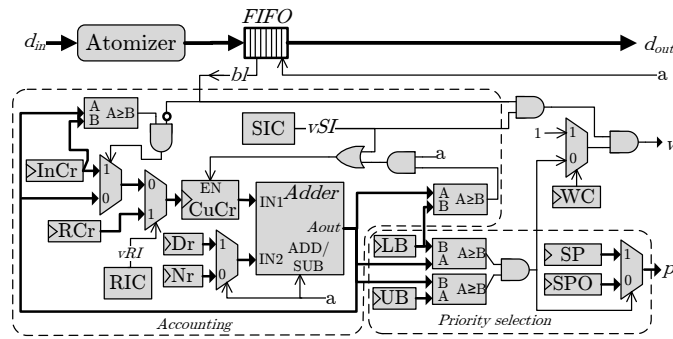 FIFO
d_in Atomizer d_out
bl a
A B A≥B
SIC vSI
1 1 0 v
InCr 1 0
a
EN CuCr
0 1
IN1 Adder
A B A≥B
WC
RCr
Aout
vRI
RIC
Dr 1
Nr 0
IN2 ADD/ SUB
LB
B A A≥B
SP 1
SPO 0
p
UB
B A A≥B
a
Accounting
Priority selection